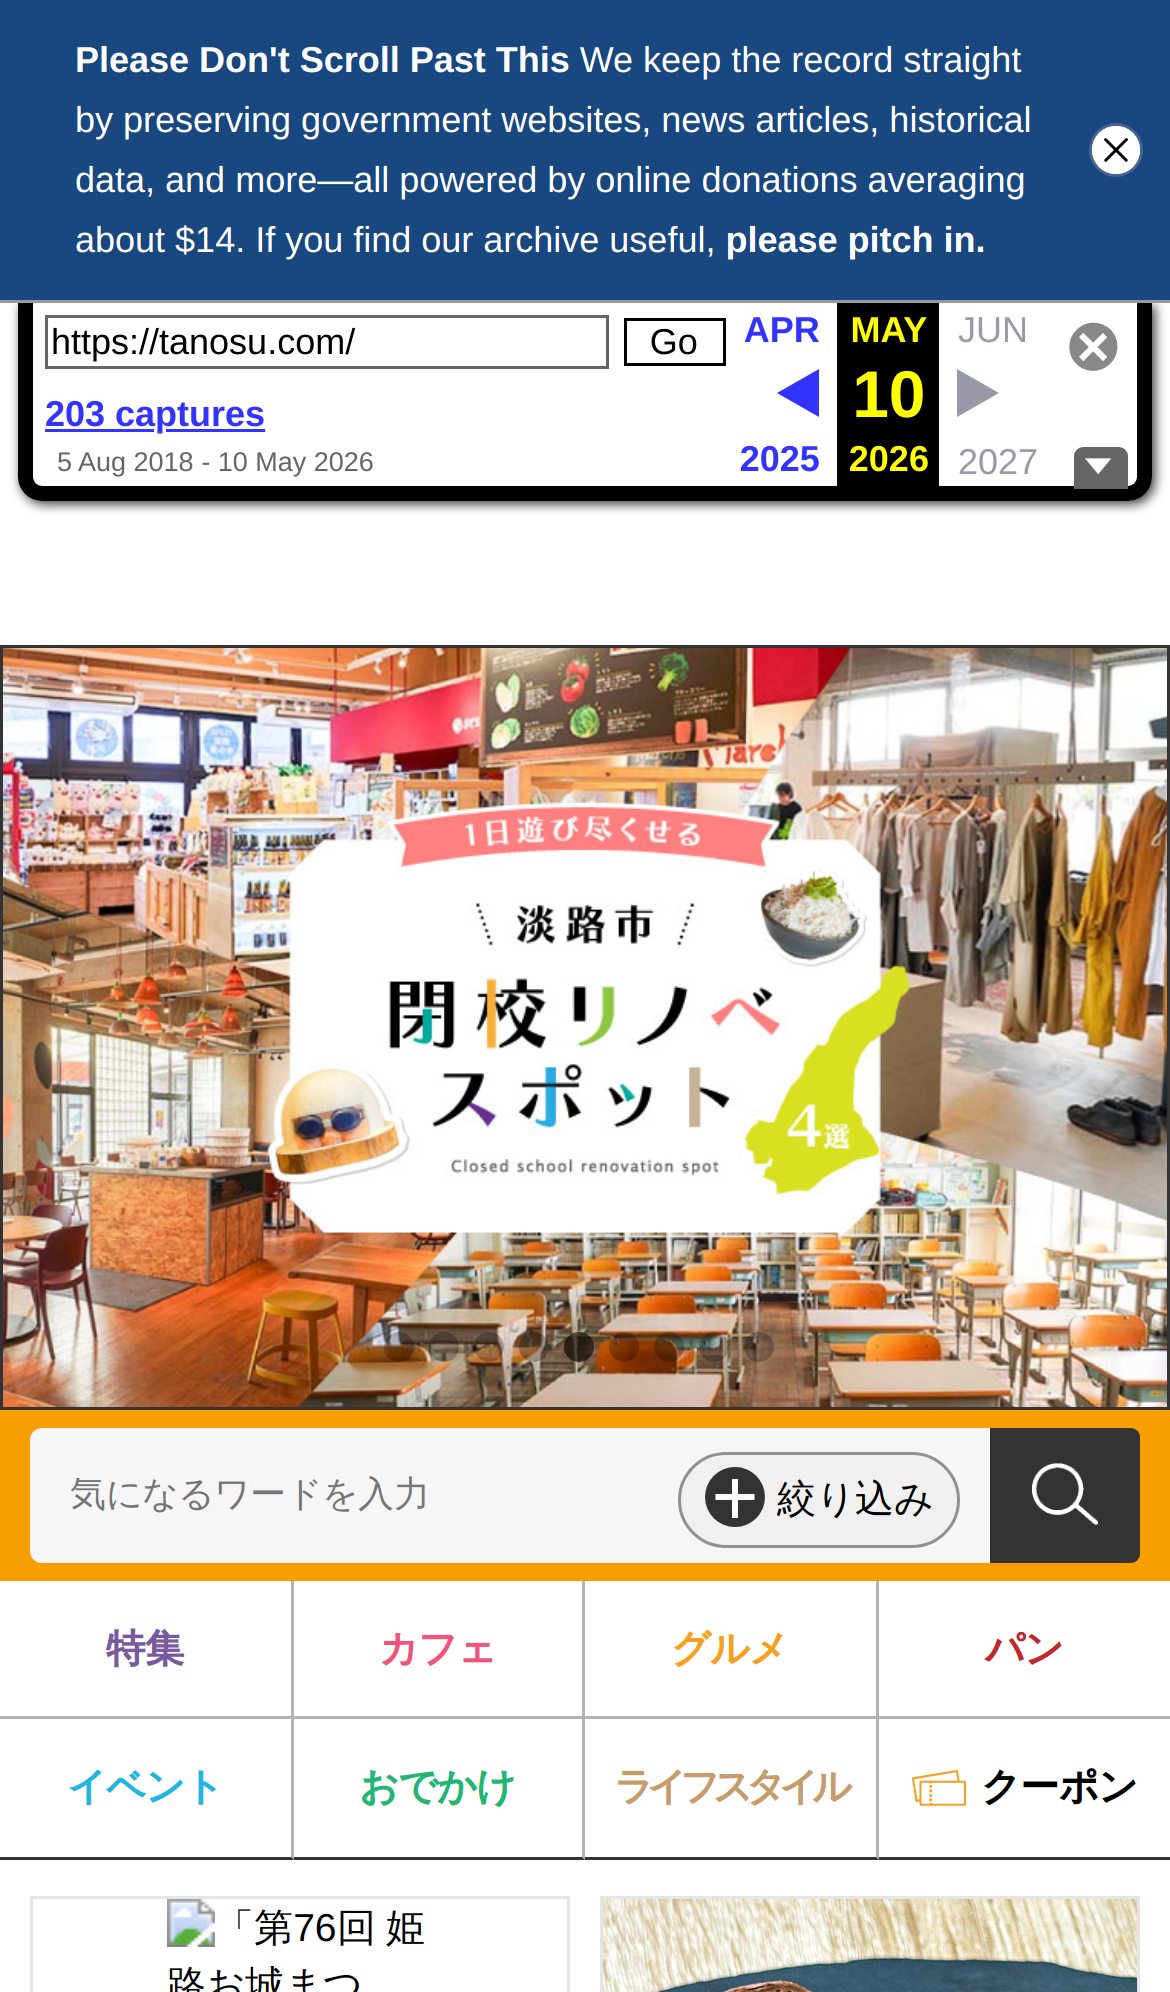 Please Don't Scroll Past This We keep the record straight
by preserving government websites, news articles, historical
data, and more—all powered by online donations averaging
about $14. If you find our archive useful, please pitch in.
https://tanosu.com/
Go
APR
MAY
JUN
10
203 captures
5 Aug 2018 - 10 May 2026
2025
2026
2027
1日遊び尽くせる
淡路市
閉校リノベ
スポット
4選
Closed school renovation spot
気になるワードを入力
絞り込み
特集
カフェ
グルメ
パン
イベント
おでかけ
ライフスタイル
クーポン
「第76回 姫
路お城まつ